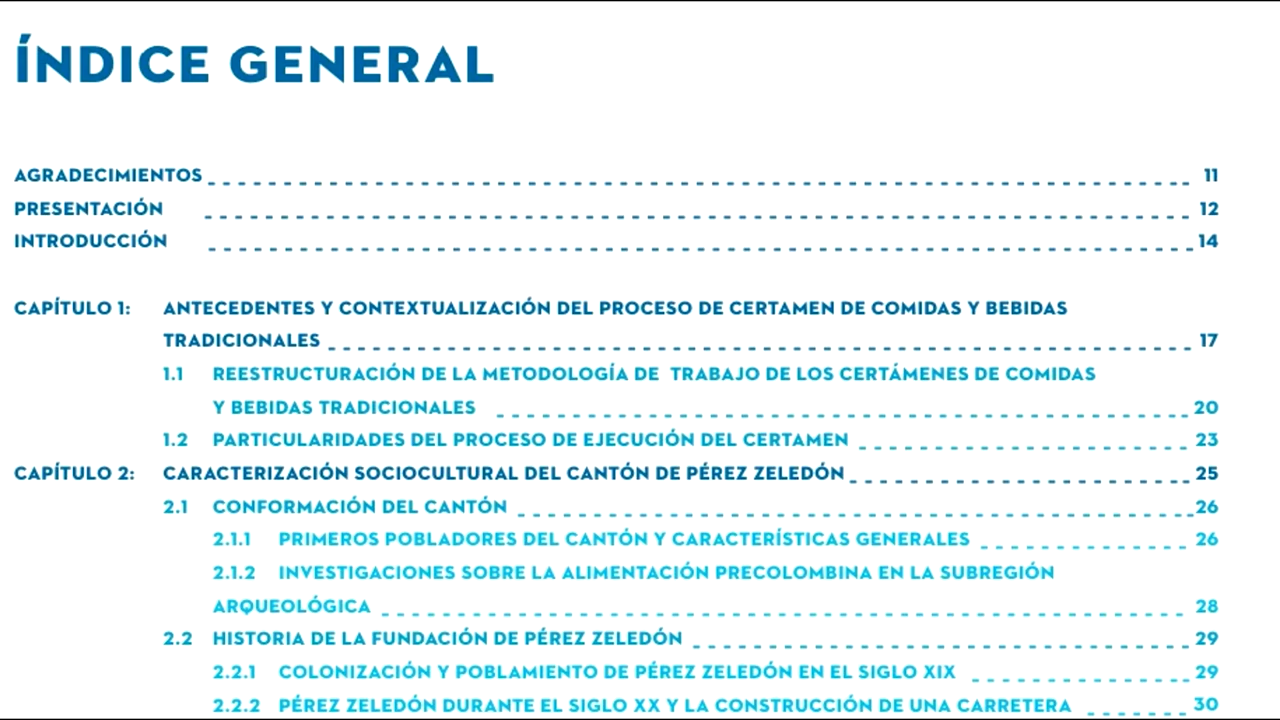 ÍNDICE GENERAL
AGRADECIMIENTOS 11
PRESENTACIÓN 12
INTRODUCCIÓN 14
CAPÍTULO 1: ANTECEDENTES Y CONTEXTUALIZACIÓN DEL PROCESO DE CERTAMEN DE COMIDAS Y BEBIDAS
TRADICIONALES 17
1.1 REESTRUCTURACIÓN DE LA METODOLOGÍA DE TRABAJO DE LOS CERTÁMENES DE COMIDAS
Y BEBIDAS TRADICIONALES 20
1.2 PARTICULARIDADES DEL PROCESO DE EJECUCIÓN DEL CERTAMEN 23
CAPÍTULO 2: CARACTERIZACIÓN SOCIOCULTURAL DEL CANTÓN DE PÉREZ ZELEDÓN 25
2.1 CONFORMACIÓN DEL CANTÓN 26
2.1.1 PRIMEROS POBLADORES DEL CANTÓN Y CARACTERÍSTICAS GENERALES 26
2.1.2 INVESTIGACIONES SOBRE LA ALIMENTACIÓN PRECOLOMBINA EN LA SUBREGIÓN
ARQUEOLÓGICA 28
2.2 HISTORIA DE LA FUNDACIÓN DE PÉREZ ZELEDÓN 29
2.2.1 COLONIZACIÓN Y POBLAMIENTO DE PÉREZ ZELEDÓN EN EL SIGLO XIX 29
2.2.2 PÉREZ ZELEDÓN DURANTE EL SIGLO XX Y LA CONSTRUCCIÓN DE UNA CARRETERA 30